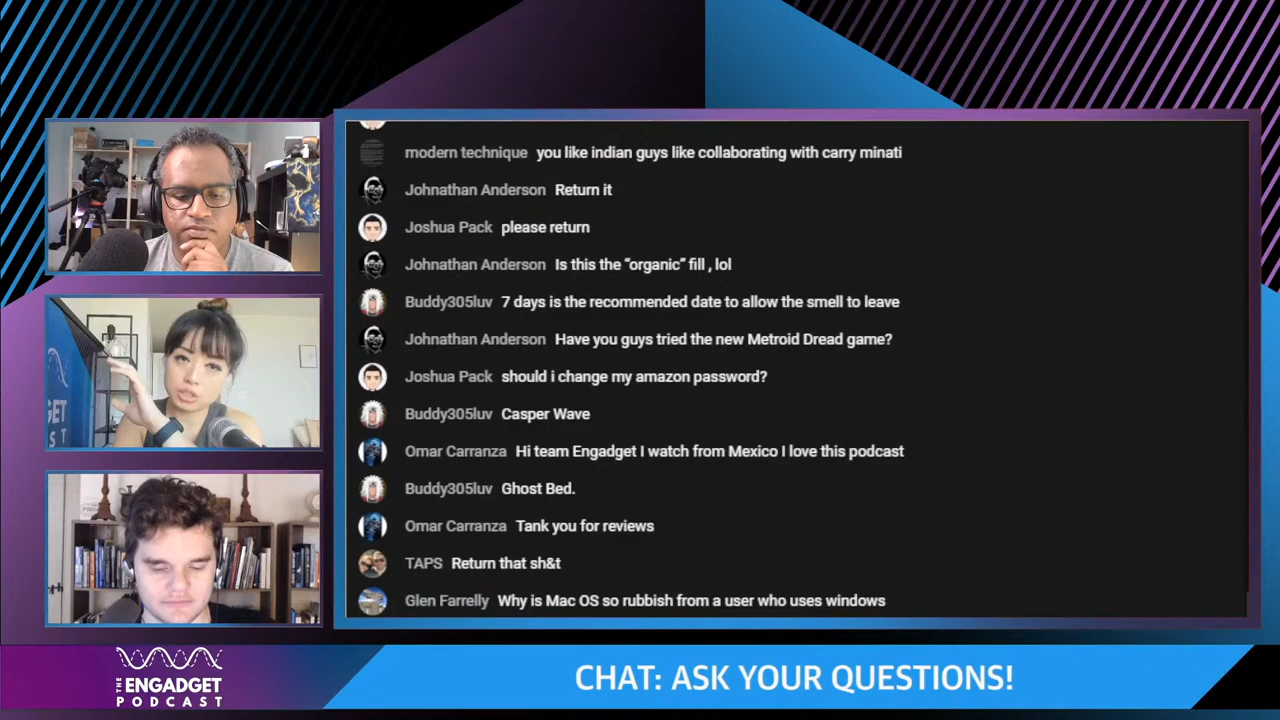 modern technique you like indian guys like collaborating with carry minati
Johnathan Anderson Return it
Joshua Pack please return
Johnathan Anderson Is this the “organic” fill , lol
Buddy305luv 7 days is the recommended date to allow the smell to leave
Johnathan Anderson Have you guys tried the new Metroid Dread game?
Joshua Pack should i change my amazon password?
Buddy305luv Casper Wave
Omar Carranza Hi team Engadget I watch from Mexico I love this podcast
Buddy305luv Ghost Bed.
Omar Carranza Tank you for reviews
TAPS Return that sh&t
Glen Farrelly Why is Mac OS so rubbish from a user who uses windows
THE ENGADGET
PODCAST
CHAT: ASK YOUR QUESTIONS!